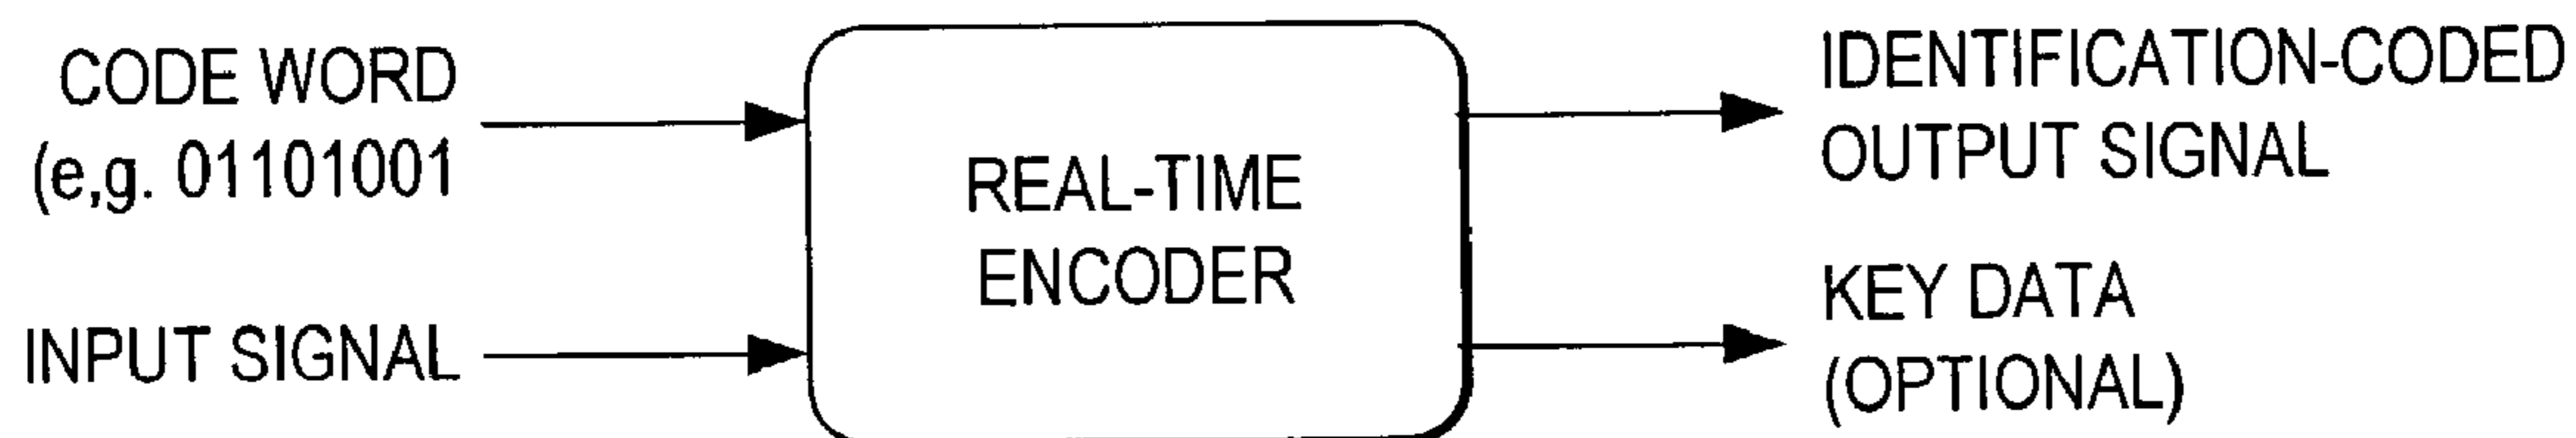 CODE WORD
(e,g. 01101001
INPUT SIGNAL
REAL-TIME
ENCODER
IDENTIFICATION-CODED
OUTPUT SIGNAL
KEY DATA
(OPTIONAL)